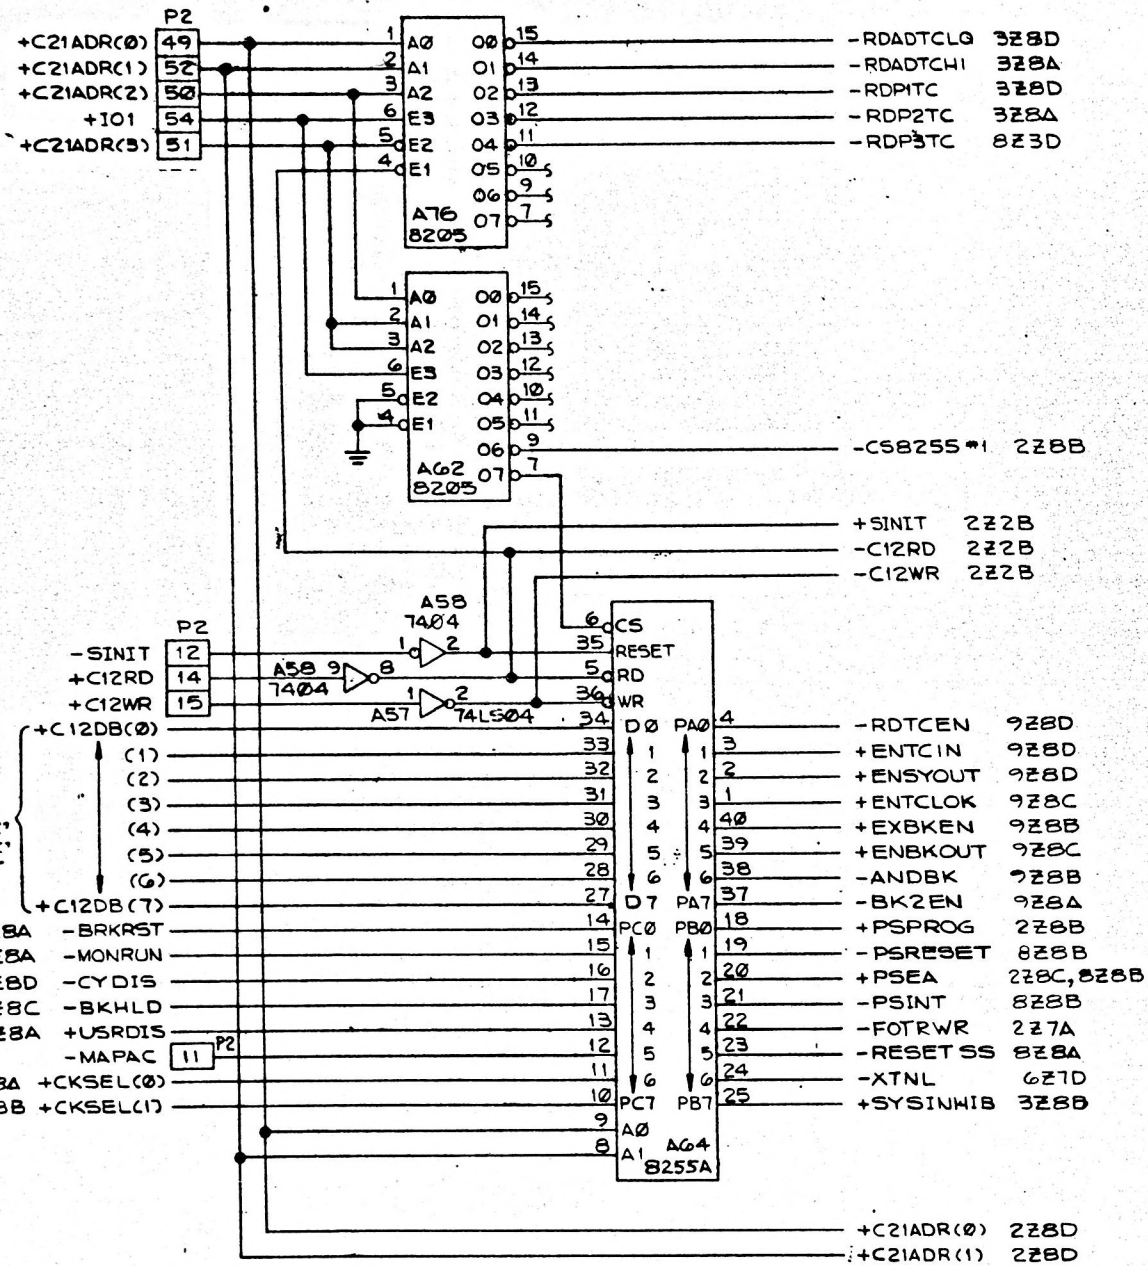 P2
+C21ADR(0) 49 1 A0 O0 15 -RDADTCLO 3Z8D
+C21ADR(1) 52 2 A1 O1 14 -RDADTCHI 3Z8A
+C21ADR(2) 50 3 A2 O2 13 -RDP1TC 3Z8D
+IO1 54 6 E3 O3 12 -RDP2TC 3Z8A
+C21ADR(3) 51 5 E2 O4 11 -RDP3TC 8Z3D
4 E1 O5 10
O6 9
A76 O7 7
8205
1 A0 O0 15
2 A1 O1 14
3 A2 O2 13
6 E3 O3 12
5 E2 O4 10
4 E1 O5 11
O6 9 -CS8255#1 2Z8B
A62 O7 7
8205
+SINIT 2Z2B
-C12RD 2Z2B
-C12WR 2Z2B
A58
7404 6 CS
P2
-SINIT 12 1 2 35 RESET
+C12RD 14 A58 9 8 5 RD
7404
+C12WR 15 A57 1 2 74LS04 36 WR
+C12DB(0) 34 D0 PA0 4 -RDTCEN 9Z8D
(1) 33 1 1 3 +ENTCIN 9Z8D
(2) 32 2 2 2 +ENSYOUT 9Z8D
(3) 31 3 3 1 +ENTCLOK 9Z8C
(4) 30 4 4 40 +EXBKEN 9Z8B
(5) 29 5 5 39 +ENBKOUT 9Z8C
(6) 28 6 6 38 -ANDBK 9Z8B
+C12DB(7) 27 D7 PA7 37 -BK2EN 9Z8A
8A -BRKRST 14 PC0 PB0 18 +PSPROG 2Z8B
Z8A -MONRUN 15 1 1 19 -PSRESET 8Z8B
Z8D -CYDIS 16 2 2 20 +PSEA 2Z8C,8Z8B
Z8C -BKHLD 17 3 3 21 -PSINT 8Z8B
Z8A +USRDIS 13 4 4 22 -FOTRWR 2Z7A
-MAPAC 11 P2 12 5 5 23 -RESET SS 8Z8A
8A +CKSEL(0) 11 6 6 24 -XTNL 6Z7D
8B +CKSEL(1) 10 PC7 PB7 25 +SYSINHIB 3Z8B
9 A0
8 A1 A64
8255A
+C21ADR(0) 2Z8D
+C21ADR(1) 2Z8D